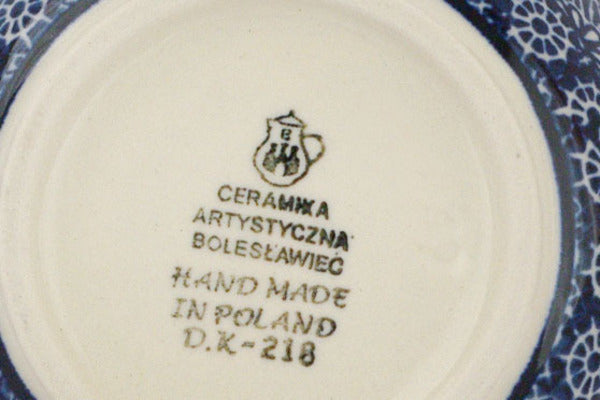 B
CERAMIKA
ARTYSTYCZNA
BOLESŁAWIEC
HAND MADE
IN POLAND
D.K-218